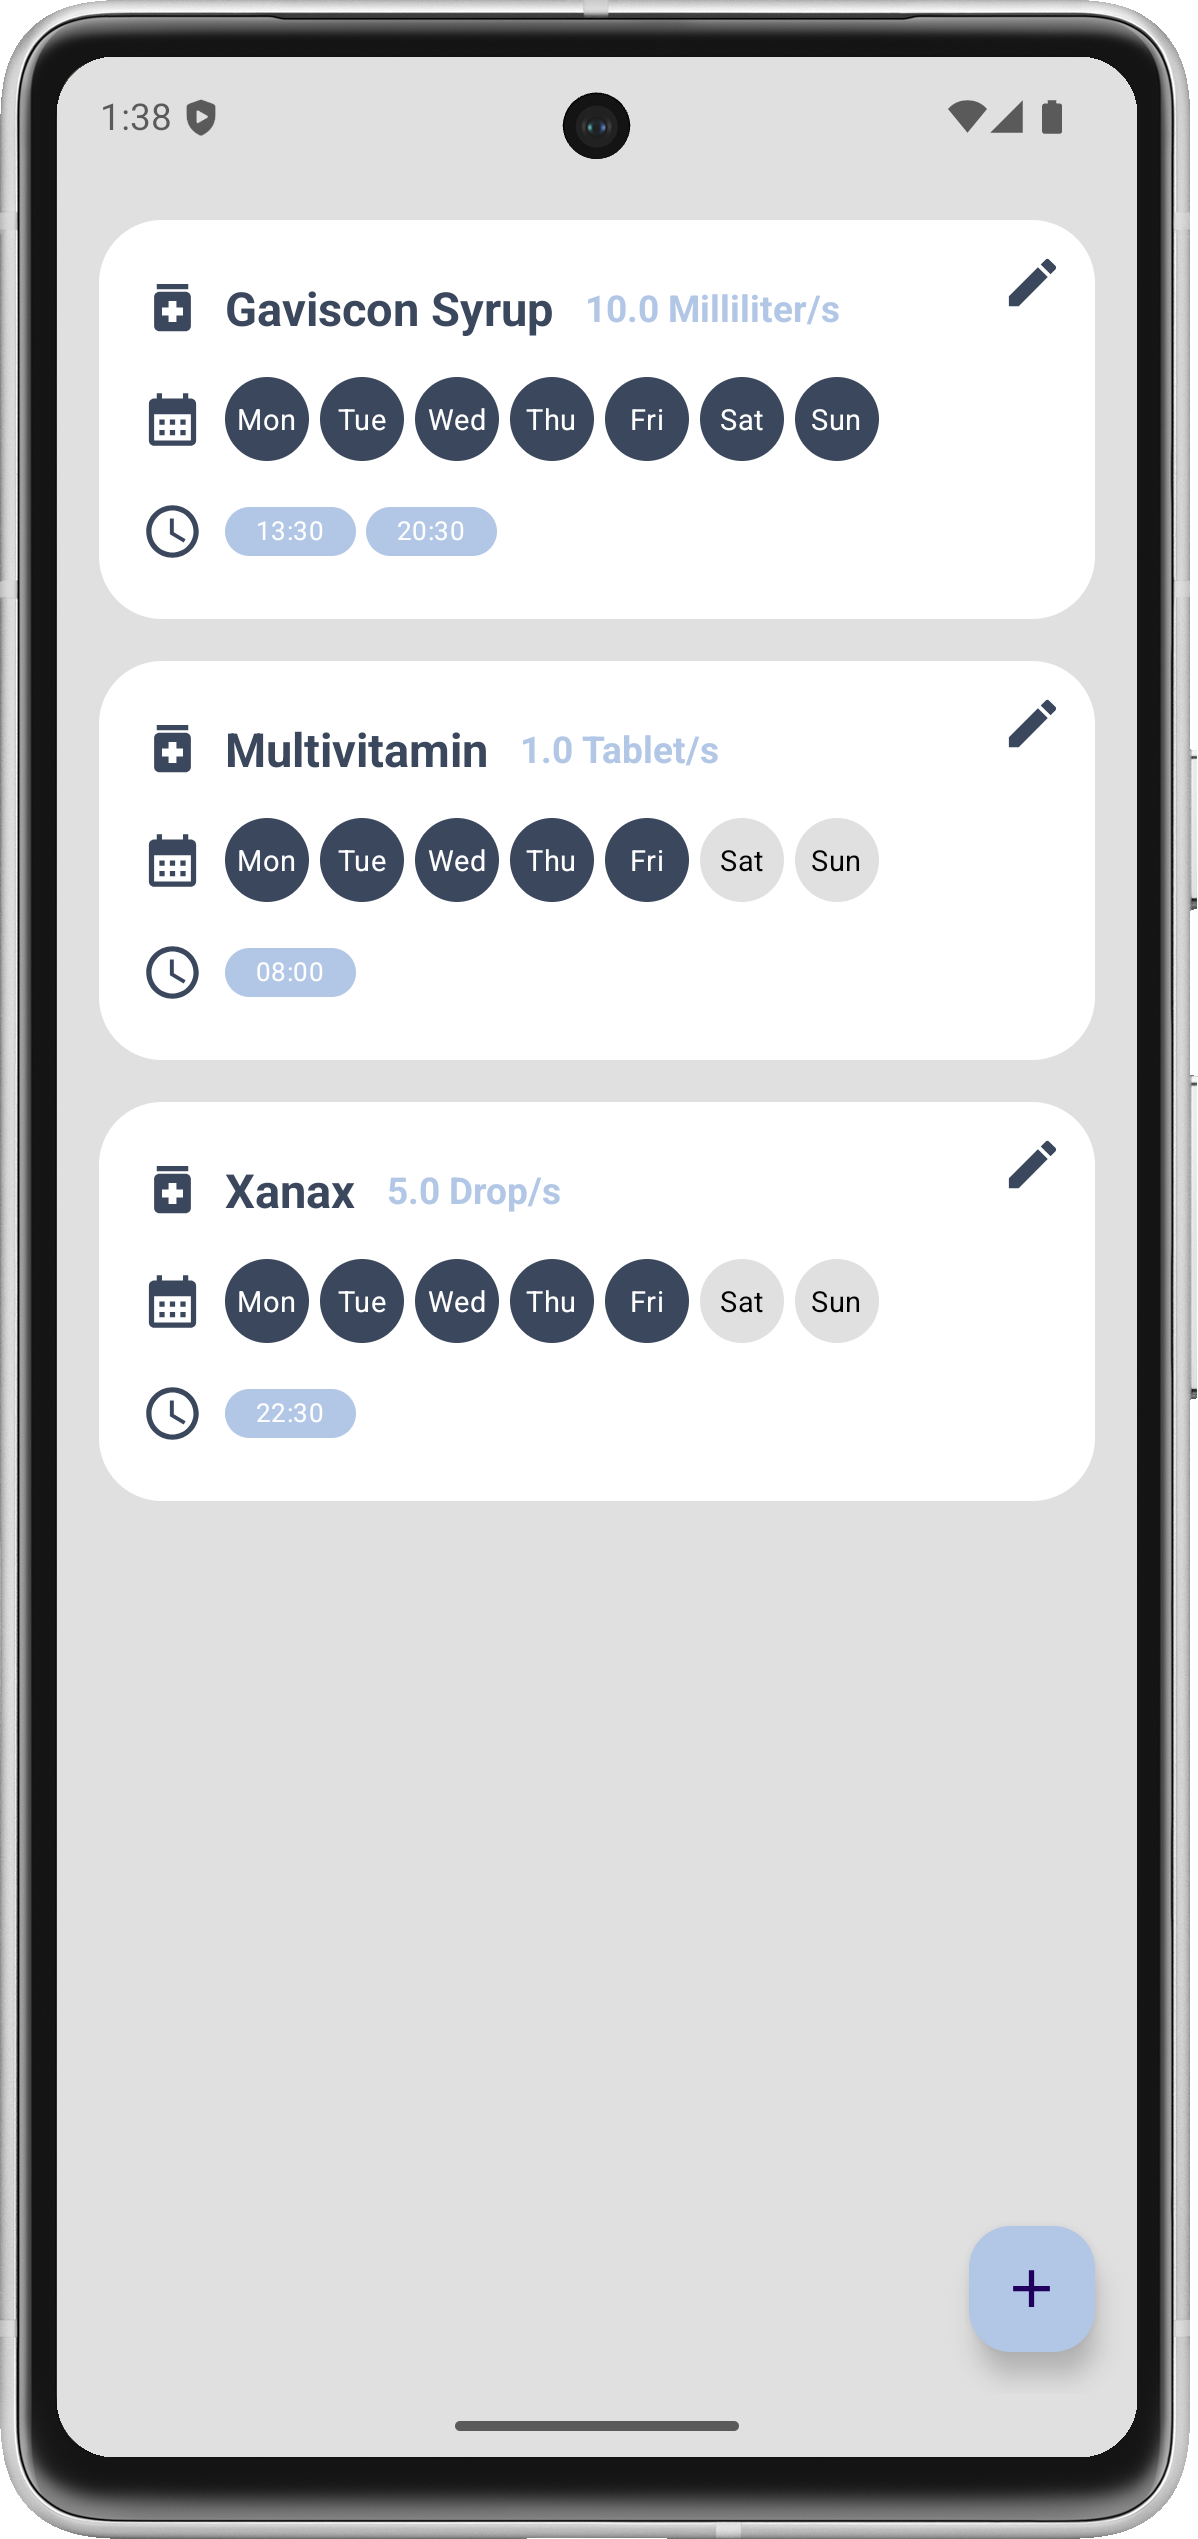 1:38
Gaviscon Syrup 10.0 Milliliter/s
Mon Tue Wed Thu Fri Sat Sun
13:30 20:30
Multivitamin 1.0 Tablet/s
Mon Tue Wed Thu Fri Sat Sun
08:00
Xanax 5.0 Drop/s
Mon Tue Wed Thu Fri Sat Sun
22:30